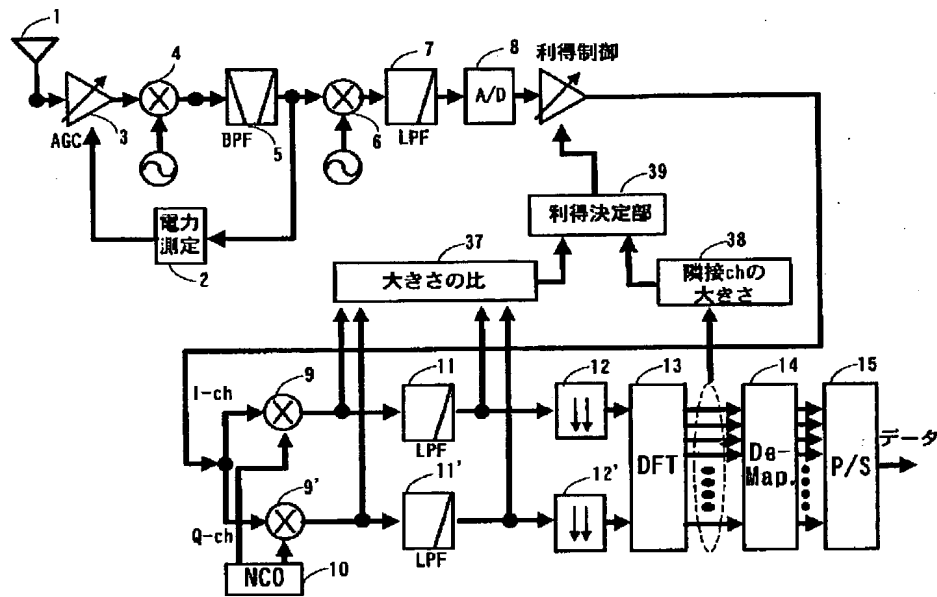 1
4
7
8
利得制御
A/D
AGC
3
BPF
5
6
LPF
39
電力
測定
利得決定部
2
37
38
大きさの比
隣接chの
大きさ
I-ch
9
11
12
13
14
15
LPF
データ
DFT
De-
Map.
P/S
9'
11'
12'
Q-ch
LPF
NCO
10